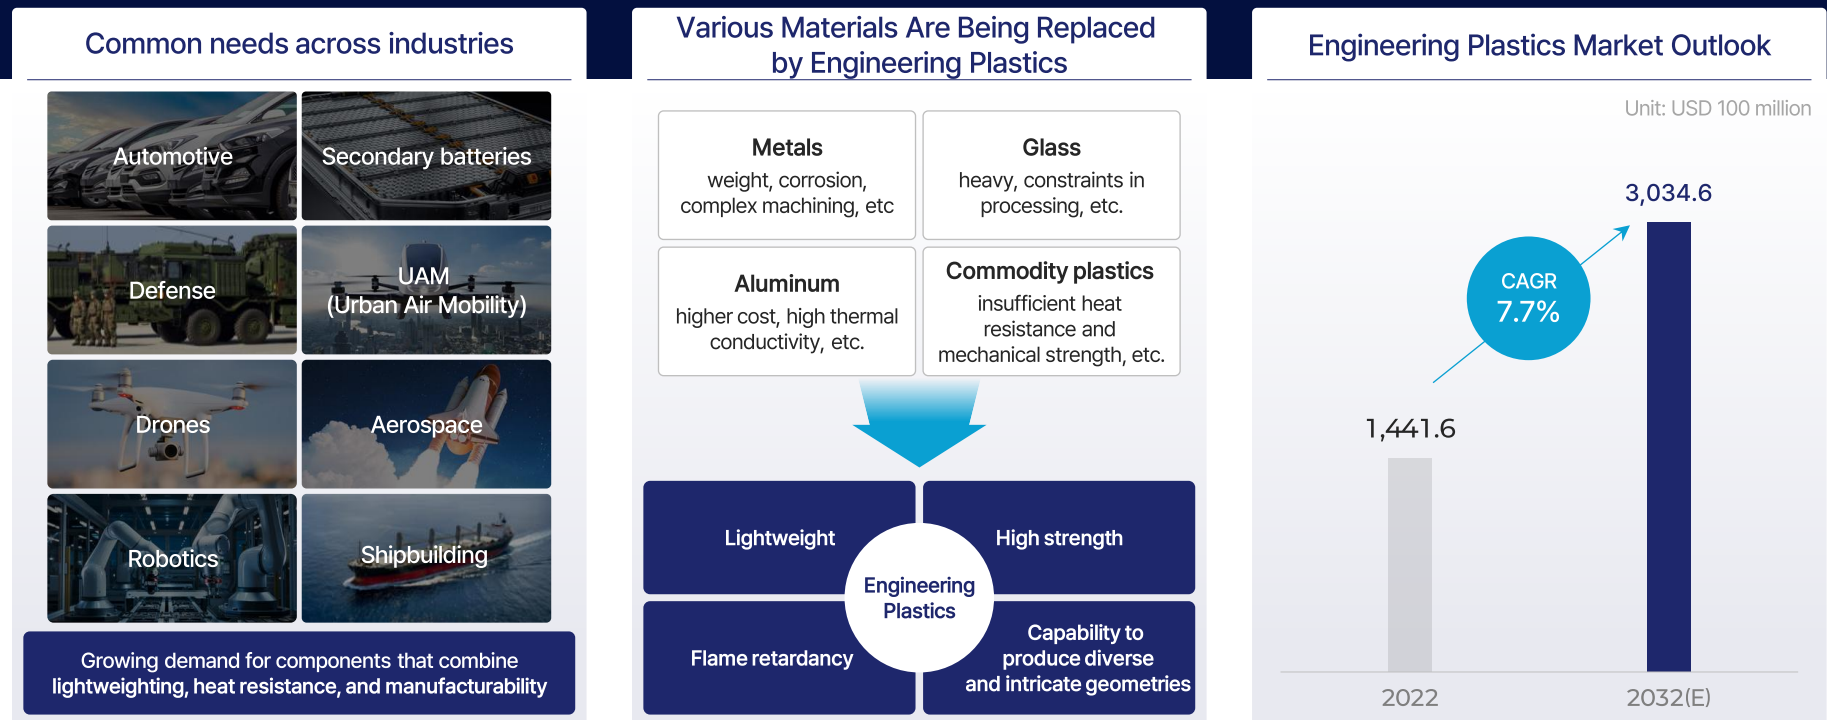 Common needs across industries
Automotive
Secondary batteries
Defense
UAM
(Urban Air Mobility)
Drones
Aerospace
Robotics
Shipbuilding
Growing demand for components that combine
lightweighting, heat resistance, and manufacturability
Various Materials Are Being Replaced
by Engineering Plastics
Metals
weight, corrosion,
complex machining, etc
Glass
heavy, constraints in
processing, etc.
Aluminum
higher cost, high thermal
conductivity, etc.
Commodity plastics
insufficient heat
resistance and
mechanical strength, etc.
Lightweight
High strength
Engineering
Plastics
Flame retardancy
Capability to
produce diverse
and intricate geometries
Engineering Plastics Market Outlook
Unit: USD 100 million
3,034.6
CAGR
7.7%
1,441.6
2022
2032(E)